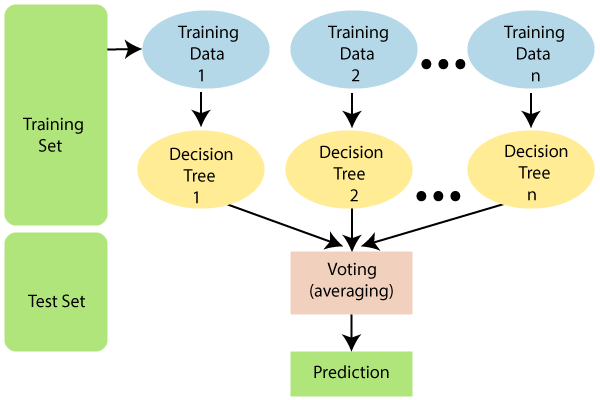 Training
Set
Training
Data
1
Training
Data
2
Training
Data
n
Decision
Tree
1
Decision
Tree
2
Decision
Tree
n
Test Set
Voting
(averaging)
Prediction